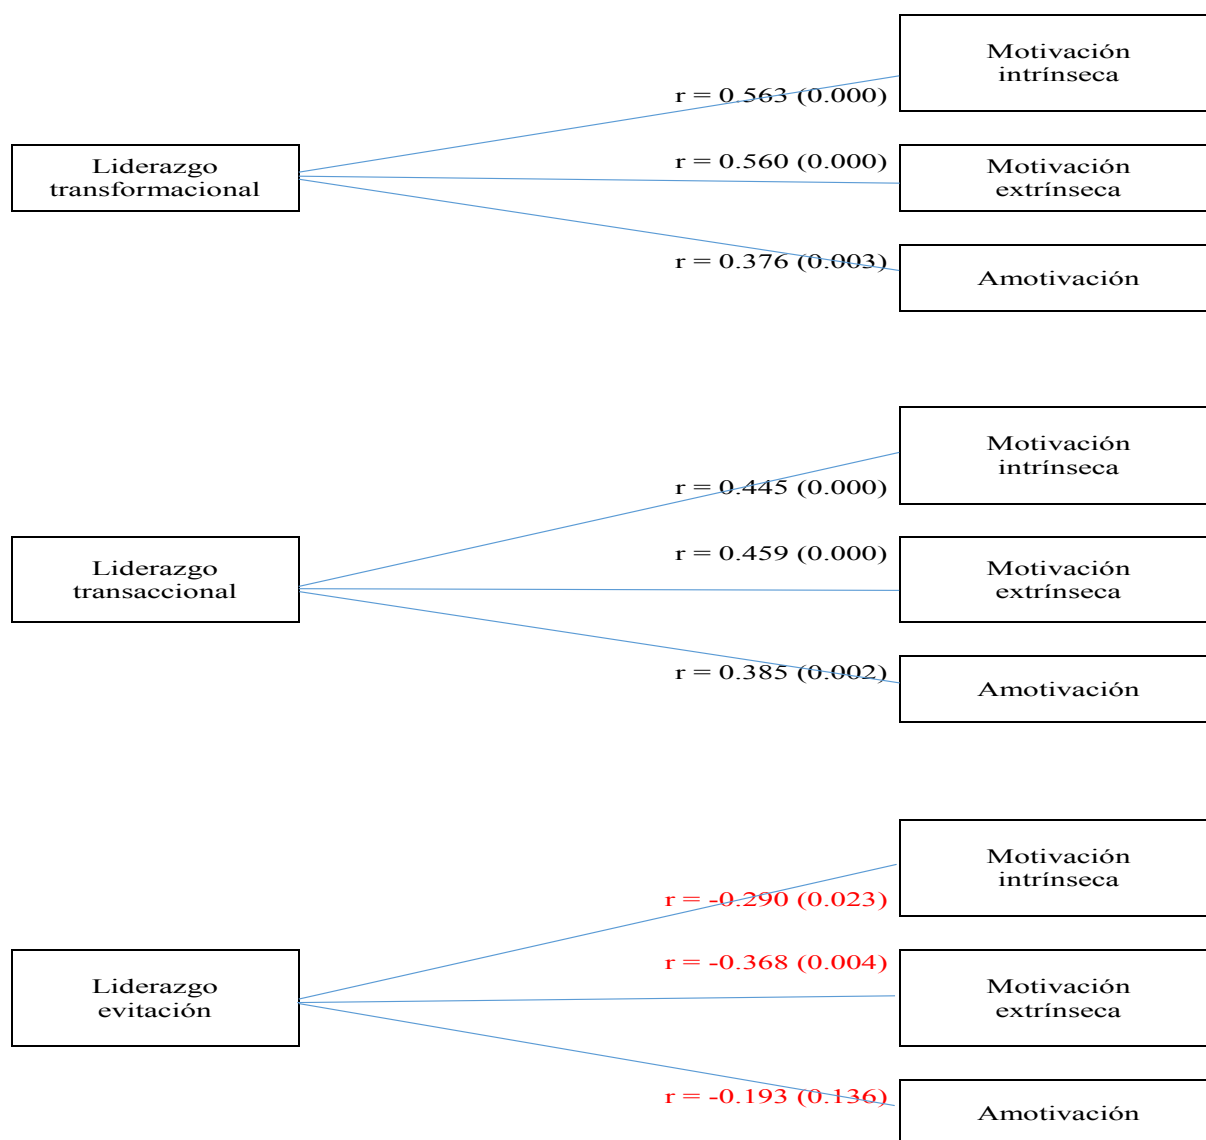 Motivación
intrínseca
r = 0.563 (0.000)
Liderazgo
transformacional
r = 0.560 (0.000)
Motivación
extrínseca
r = 0.376 (0.003)
Amotivación
Motivación
intrínseca
r = 0.445 (0.000)
Liderazgo
transaccional
r = 0.459 (0.000)
Motivación
extrínseca
r = 0.385 (0.002)
Amotivación
Motivación
intrínseca
r = -0.290 (0.023)
Liderazgo
evitación
r = -0.368 (0.004)
Motivación
extrínseca
r = -0.193 (0.136)
Amotivación